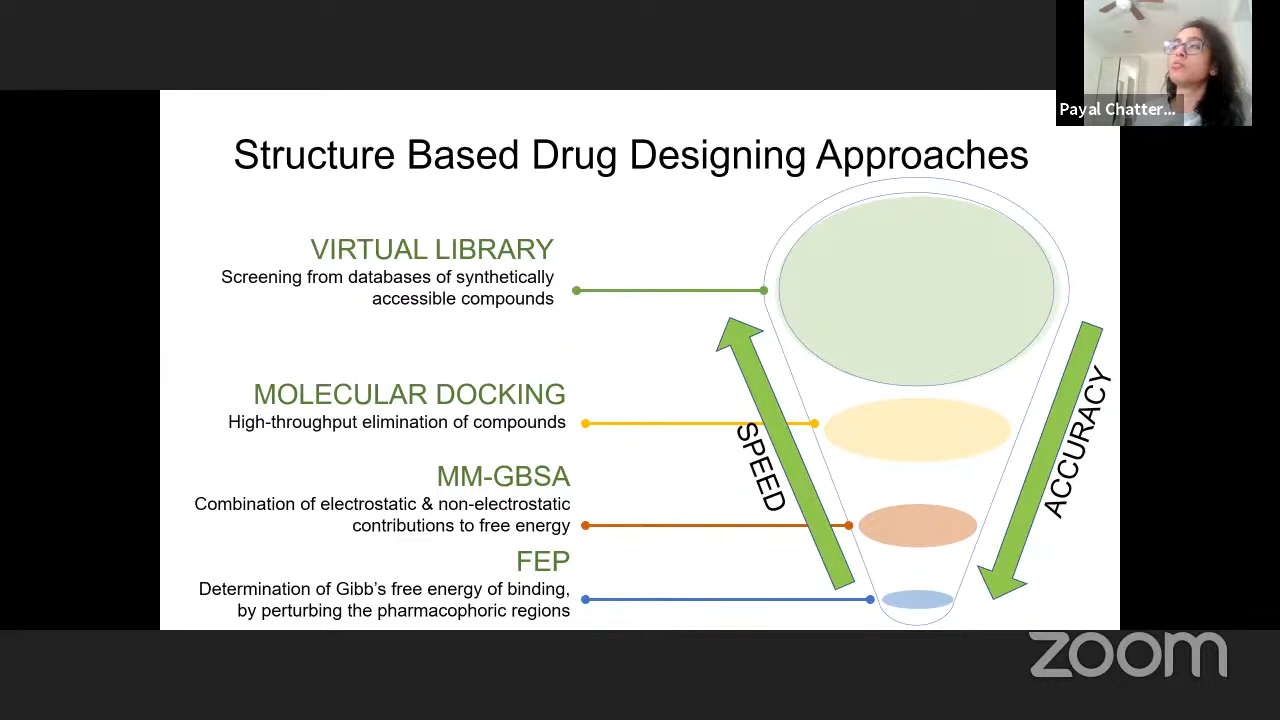 Payal Chatter...
Structure Based Drug Designing Approaches
VIRTUAL LIBRARY
Screening from databases of synthetically
accessible compounds
MOLECULAR DOCKING
High-throughput elimination of compounds
MM-GBSA
Combination of electrostatic & non-electrostatic
contributions to free energy
FEP
Determination of Gibb's free energy of binding,
by perturbing the pharmacophoric regions
SPEED
ACCURACY
zoom